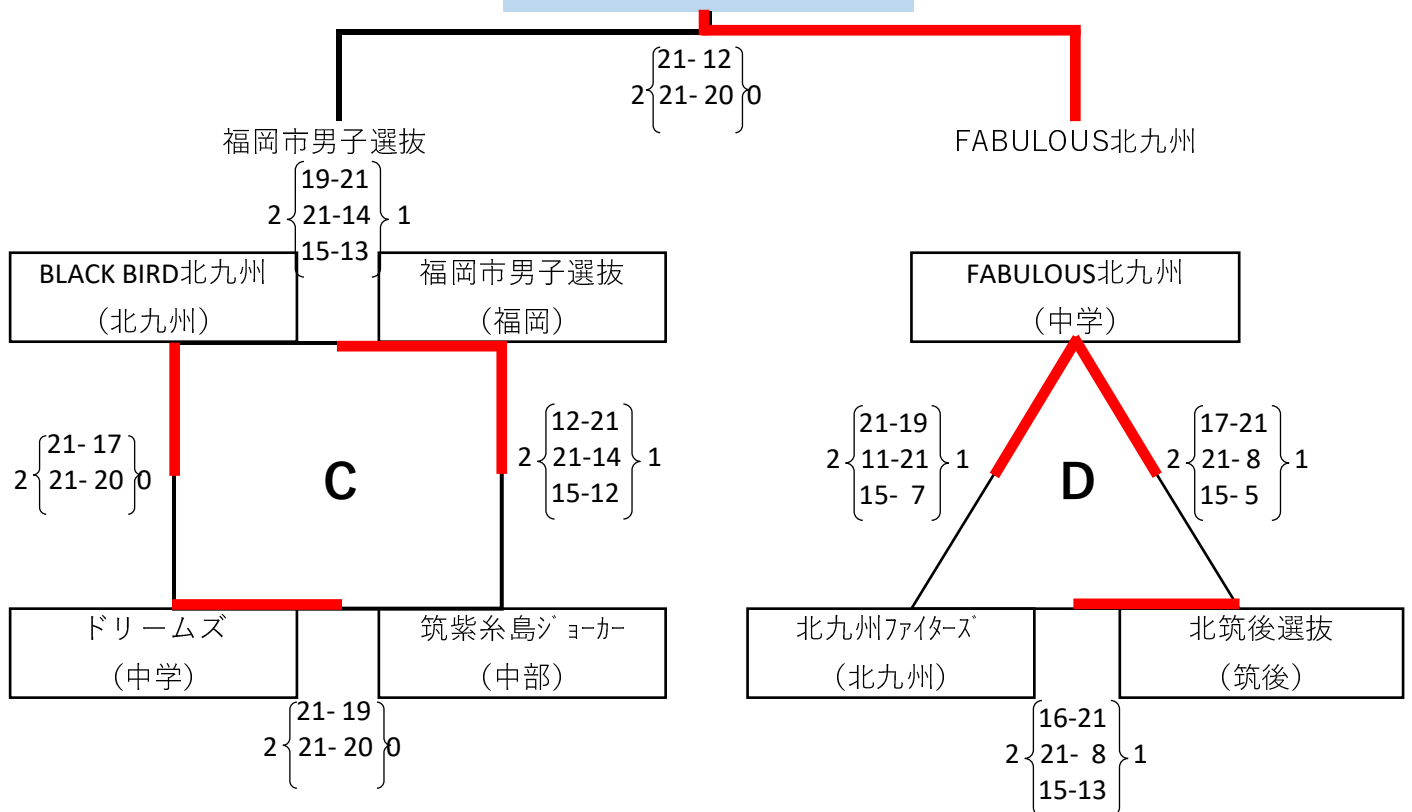 21- 12
2 21- 20 0
福岡市男子選抜
FABULOUS北九州
19-21
2 21-14 1
15-13
BLACK BIRD北九州
(北九州)
福岡市男子選抜
(福岡)
FABULOUS北九州
(中学)
21- 17
2 21- 20 0
C
12-21
2 21-14 1
15-12
21-19
2 11-21 1
15- 7
D
17-21
2 21- 8 1
15- 5
ドリームズ
(中学)
筑紫糸島ｼﾞｮｰｶｰ
(中部)
北九州ﾌｧｲﾀｰｽﾞ
(北九州)
北筑後選抜
(筑後)
21- 19
2 21- 20 0
16-21
2 21- 8 1
15-13